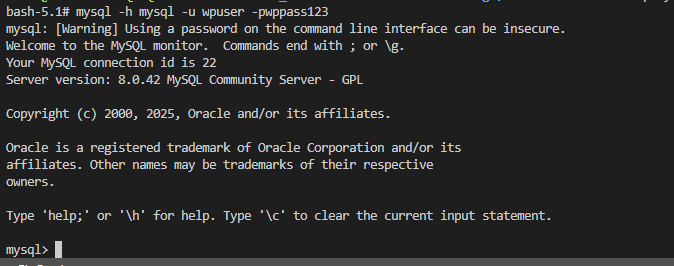 bash-5.1# mysql -h mysql -u wpuser -pwppass123
mysql: [Warning] Using a password on the command line interface can be insecure.
Welcome to the MySQL monitor.  Commands end with ; or \g.
Your MySQL connection id is 22
Server version: 8.0.42 MySQL Community Server - GPL

Copyright (c) 2000, 2025, Oracle and/or its affiliates.

Oracle is a registered trademark of Oracle Corporation and/or its
affiliates. Other names may be trademarks of their respective
owners.

Type 'help;' or '\h' for help. Type '\c' to clear the current input statement.

mysql>